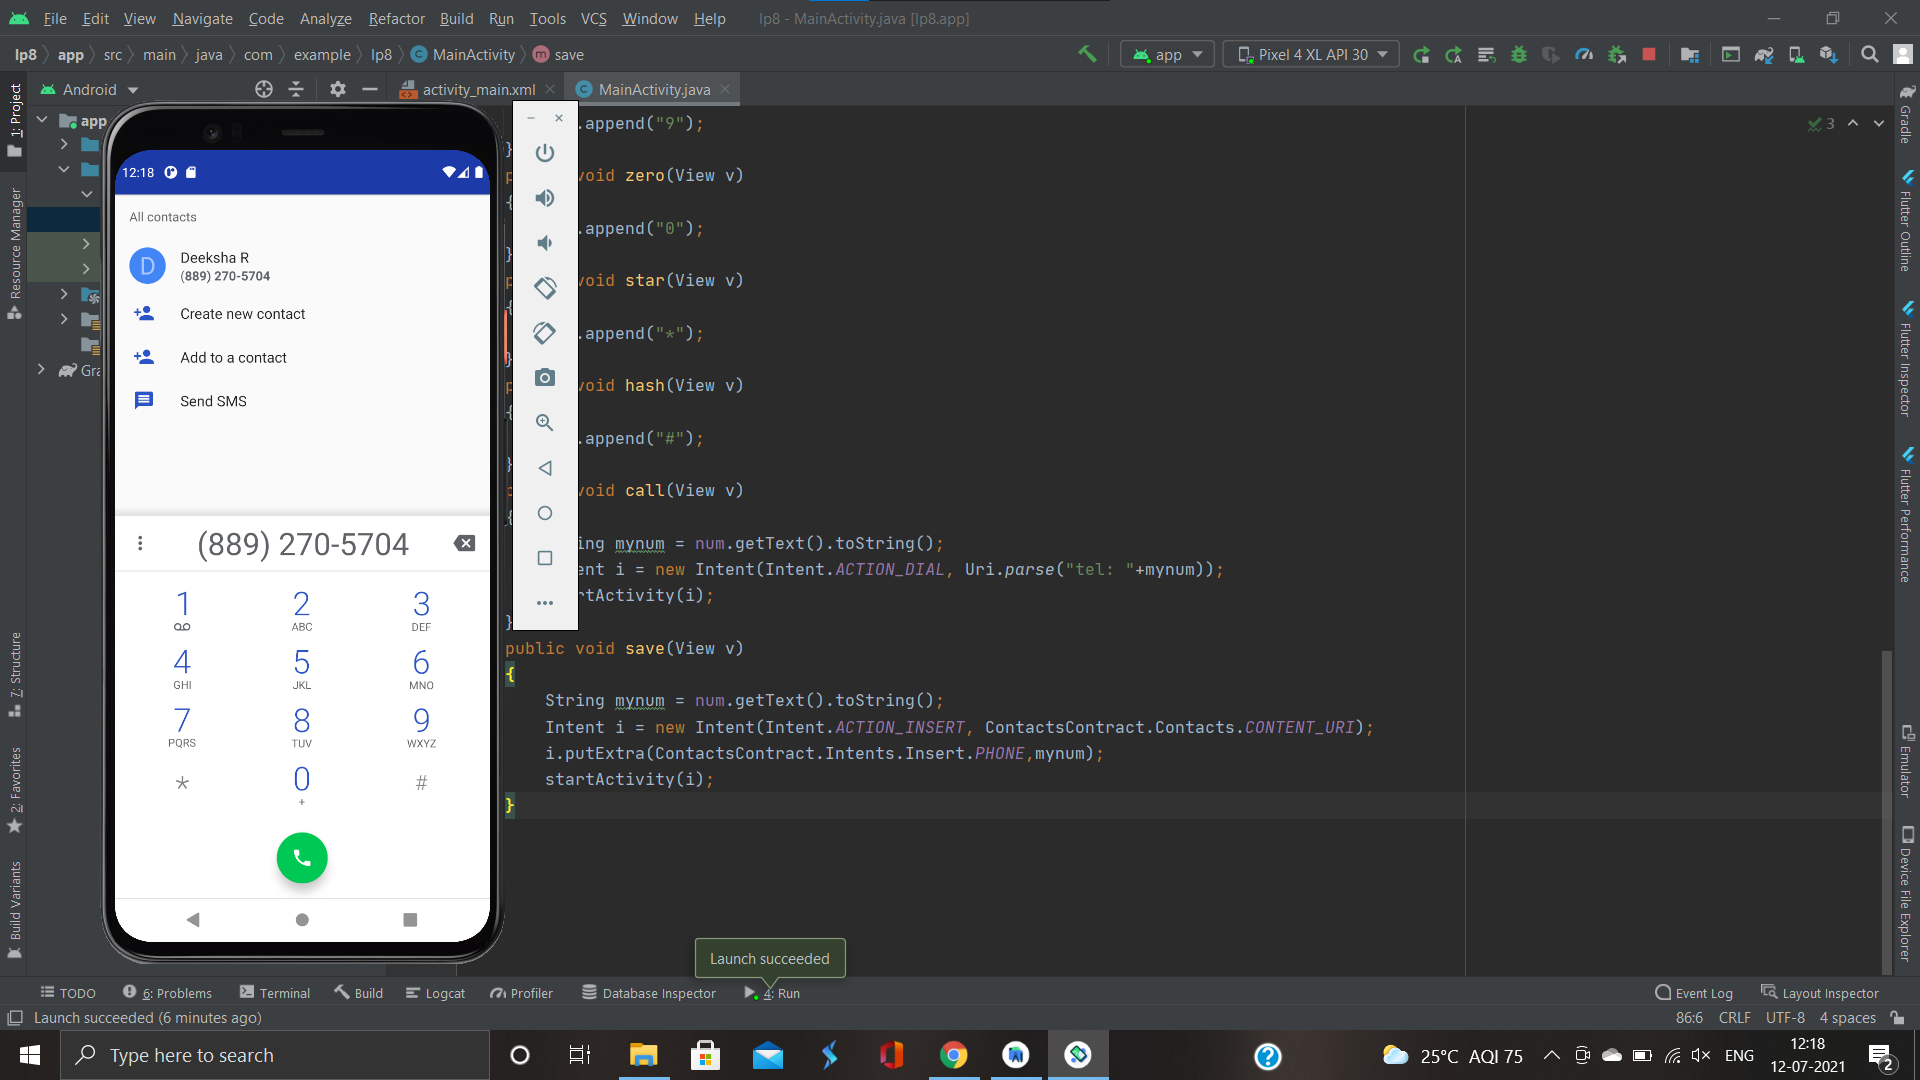 File Edit View Navigate Code Analyze Refactor Build Run Tools VCS Window Help lp8 - MainActivity.java [lp8.app]
lp8 app src main java com example lp8 C MainActivity m save
app Pixel 4 XL API 30
Android activity_main.xml C MainActivity.java
1: Project
Resource Manager
7: Structure
2: Favorites
Build Variants
app
Gra
12:18
All contacts
D
Deeksha R
(889) 270-5704
Create new contact
Add to a contact
Send SMS
(889) 270-5704
1 2 3
ABC DEF
4 5 6
GHI JKL MNO
7 8 9
PQRS TUV WXYZ
* 0 #
+
.append("9");
}
void zero(View v)
{
.append("0");
}
void star(View v)
{
.append("*");
}
void hash(View v)
{
.append("#");
}
void call(View v)
{
ing mynum = num.getText().toString();
ent i = new Intent(Intent.ACTION_DIAL, Uri.parse("tel: "+mynum));
rtActivity(i);
}
public void save(View v)
{
String mynum = num.getText().toString();
Intent i = new Intent(Intent.ACTION_INSERT, ContactsContract.Contacts.CONTENT_URI);
i.putExtra(ContactsContract.Intents.Insert.PHONE,mynum);
startActivity(i);
}
3
Gradle
Flutter Outline
Flutter Inspector
Flutter Performance
Emulator
Device File Explorer
Launch succeeded
TODO 6: Problems Terminal Build Logcat Profiler Database Inspector 4: Run Event Log Layout Inspector
Launch succeeded (6 minutes ago) 86:6 CRLF UTF-8 4 spaces
Type here to search 25°C AQI 75 ENG 12:18
12-07-2021
2